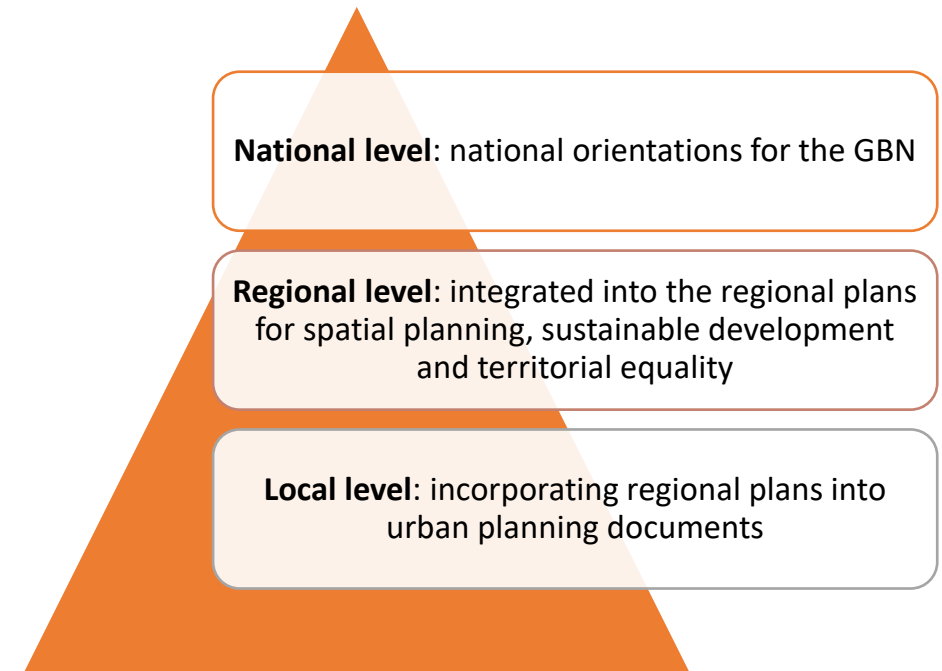 National level: national orientations for the GBN
Regional level: integrated into the regional plans
for spatial planning, sustainable development
and territorial equality
Local level: incorporating regional plans into
urban planning documents